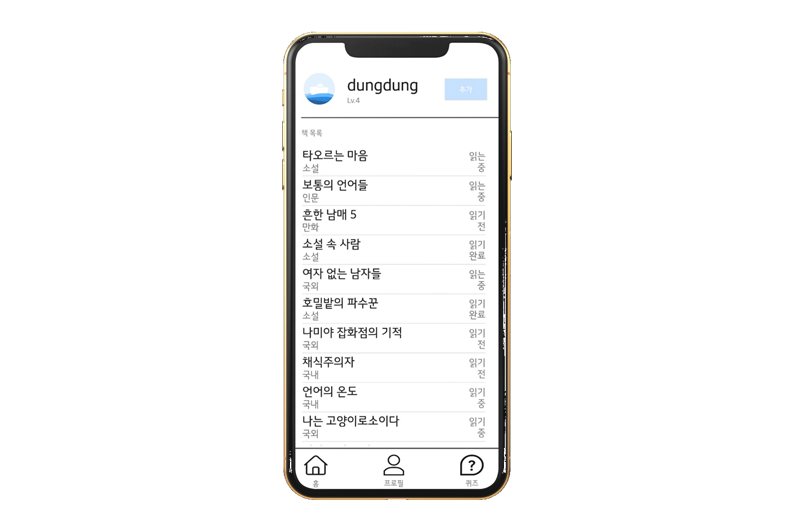 dungdung
Lv.4
추가
책 목록
타오르는 마음
소설
읽는
중
보통의 언어들
인문
읽는
중
흔한 남매 5
만화
읽기
전
소설 속 사람
소설
읽기
완료
여자 없는 남자들
국외
읽는
중
호밀밭의 파수꾼
소설
읽기
완료
나미야 잡화점의 기적
국외
읽기
전
채식주의자
국내
읽기
전
언어의 온도
국내
읽기
중
나는 고양이로소이다
국외
읽기
중
홈
프로필
퀴즈